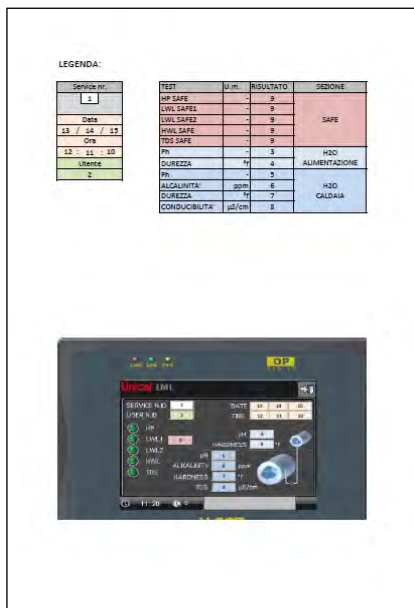 LEGENDA:
Service nr.
1
Data
13 / 14 / 15
Ora
12 : 11 : 10
Utente
2
TEST U.m. RISULTATO SEZIONE
HP SAFE - 9
LWL SAFE1 - 9
LWL SAFE2 - 9
HWL SAFE - 9
TDS SAFE - 9
SAFE
Ph - 3
DUREZZA °f 4
H2O
ALIMENTAZIONE
Ph - 5
ALCALINITA' ppm 6
DUREZZA °f 7
CONDUCIBILITA' µS/cm 8
H2O
CALDAIA
OP
Unical LML
SERVICE N.ID 1 DATE 13 14 15
USER N.ID 2 TIME 12 11 10
HP
LWL1 9
LWL2
HWL
TDS
pH 3
HARDNESS 4 °f
pH 5
ALKALINITY 6 ppm
HARDNESS 7 °f
TDS 8 µS/cm
11:20